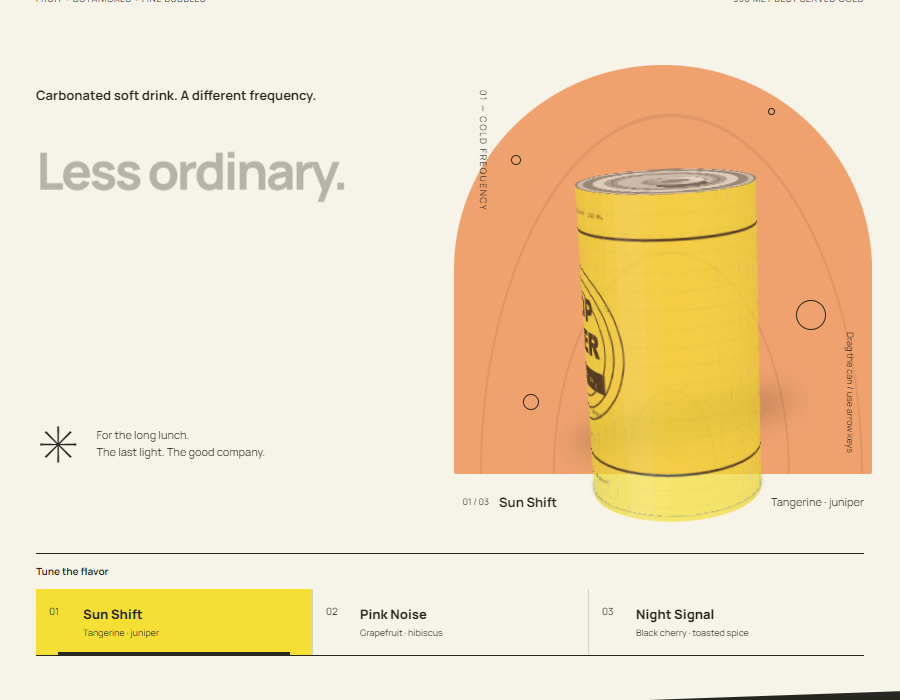 Carbonated soft drink. A different frequency.
Less ordinary.
01 — COLD FREQUENCY
Drag the can / use arrow keys
For the long lunch.
The last light. The good company.
01 / 03 Sun Shift
Tangerine · juniper
Tune the flavor
01 Sun Shift
Tangerine · juniper
02 Pink Noise
Grapefruit · hibiscus
03 Night Signal
Black cherry · toasted spice